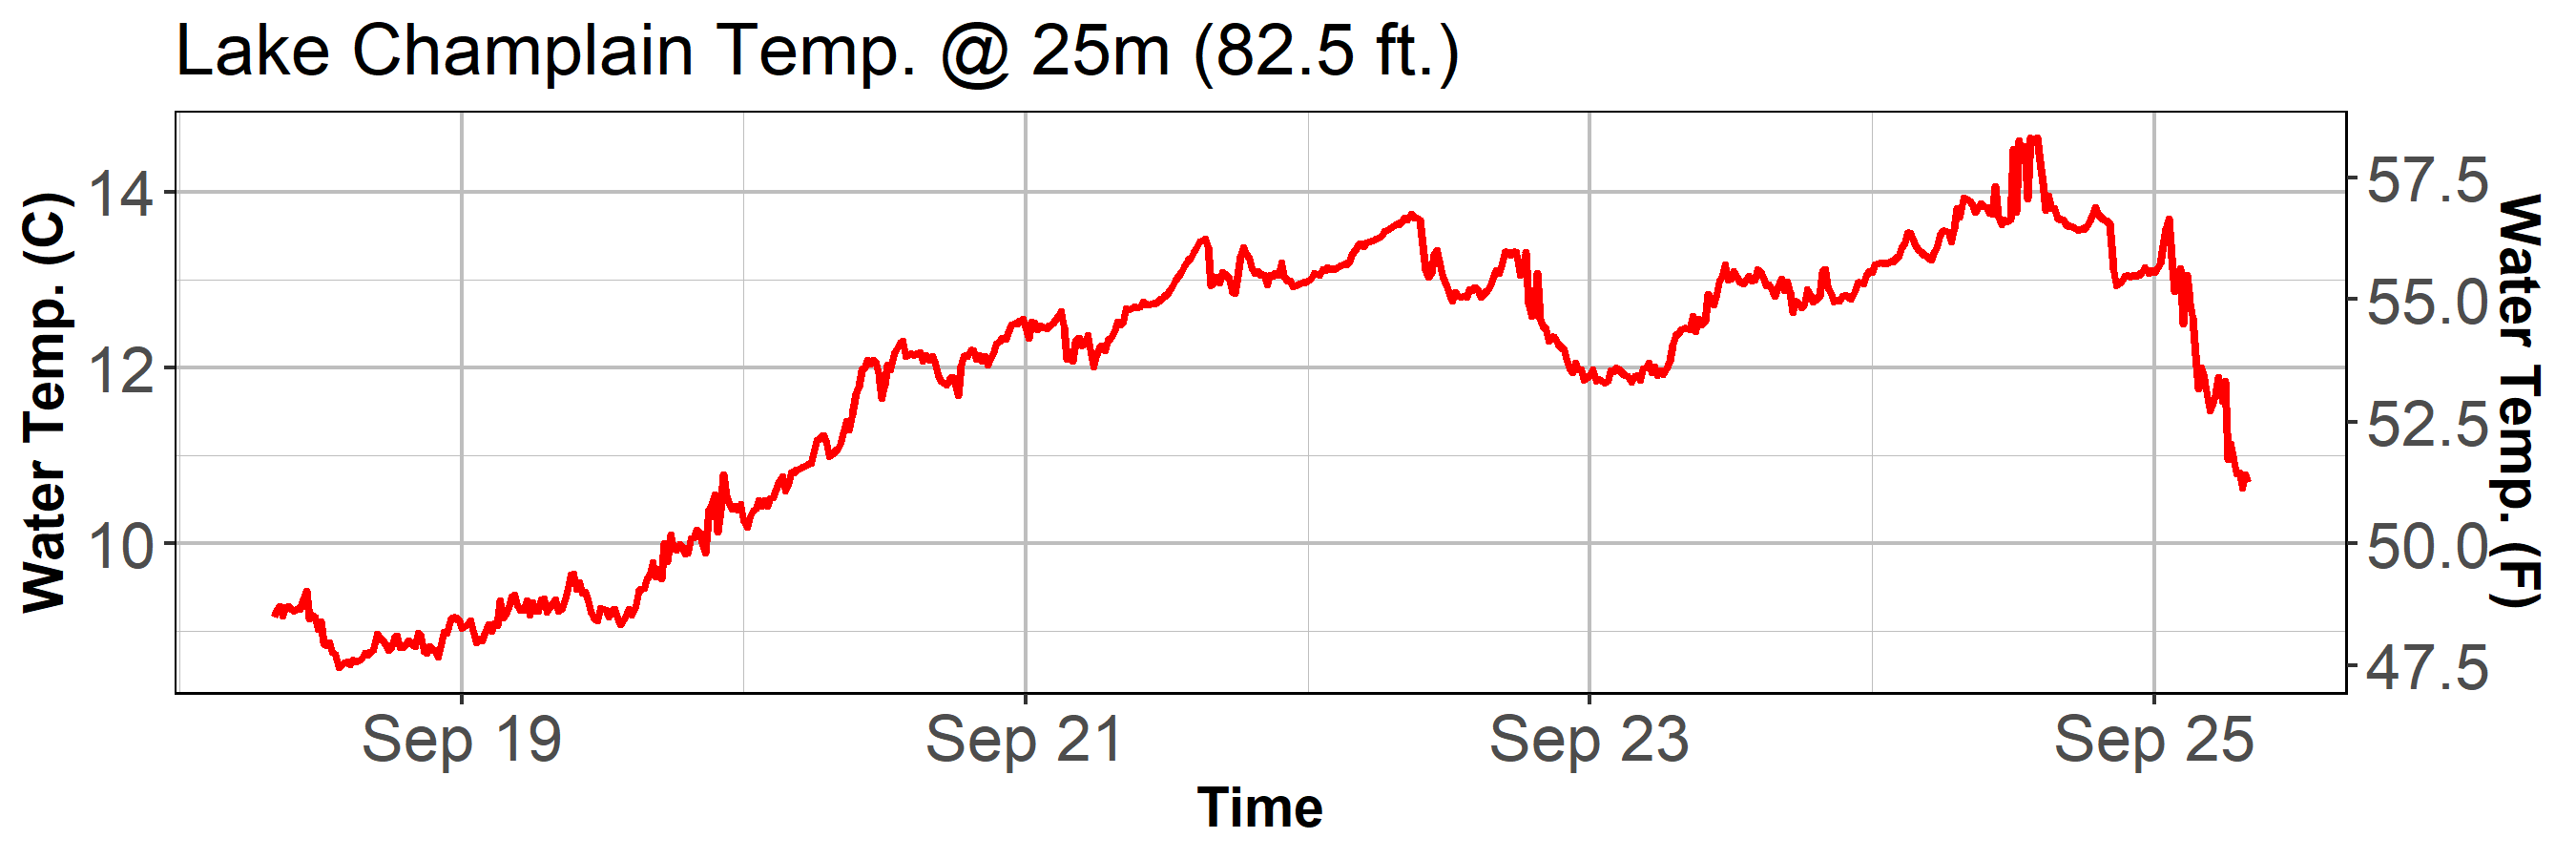 Lake Champlain Temp. @ 25m (82.5 ft.)
Water Temp. (C)
14
12
10
57.5
55.0
52.5
50.0
47.5
Water Temp. (F)
Sep 19 Sep 21 Sep 23 Sep 25
Time